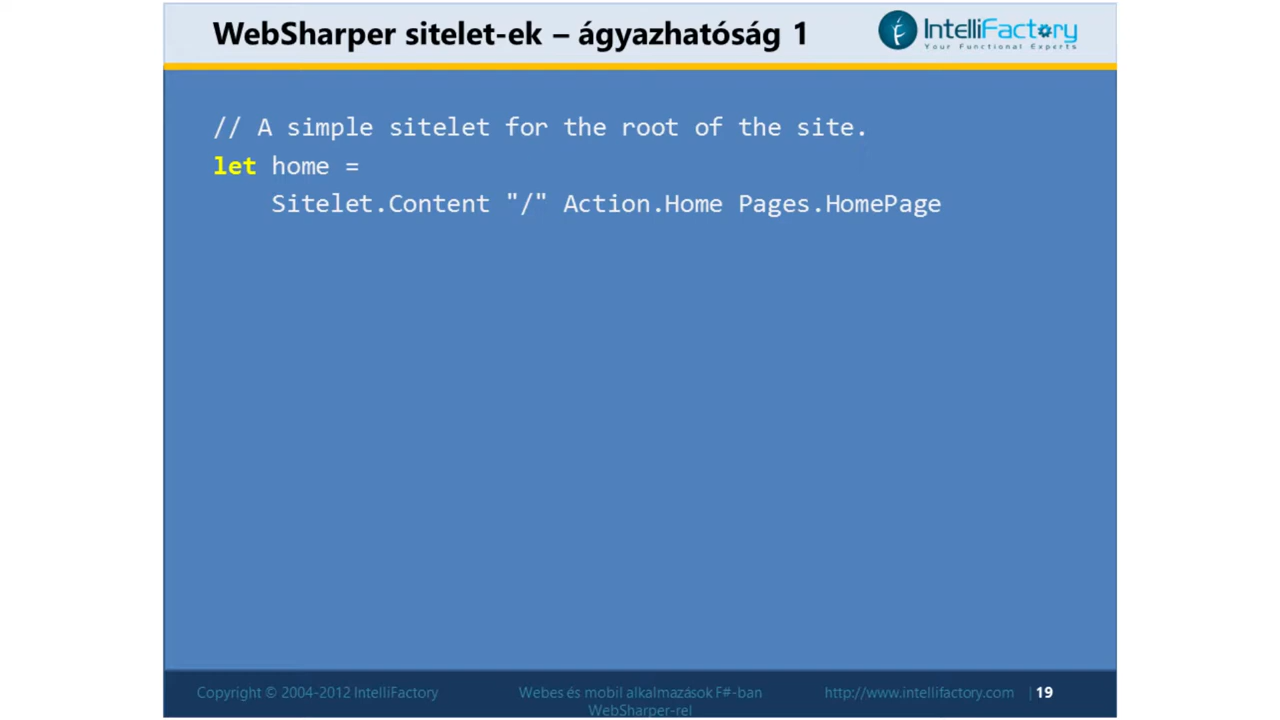 WebSharper sitelet-ek – ágyazhatóság 1
IntelliFactory
Your Functional Experts
// A simple sitelet for the root of the site.
let home =
    Sitelet.Content "/" Action.Home Pages.HomePage
Copyright © 2004-2012 IntelliFactory
Webes és mobil alkalmazások F#-ban
WebSharper-rel
http://www.intellifactory.com | 19